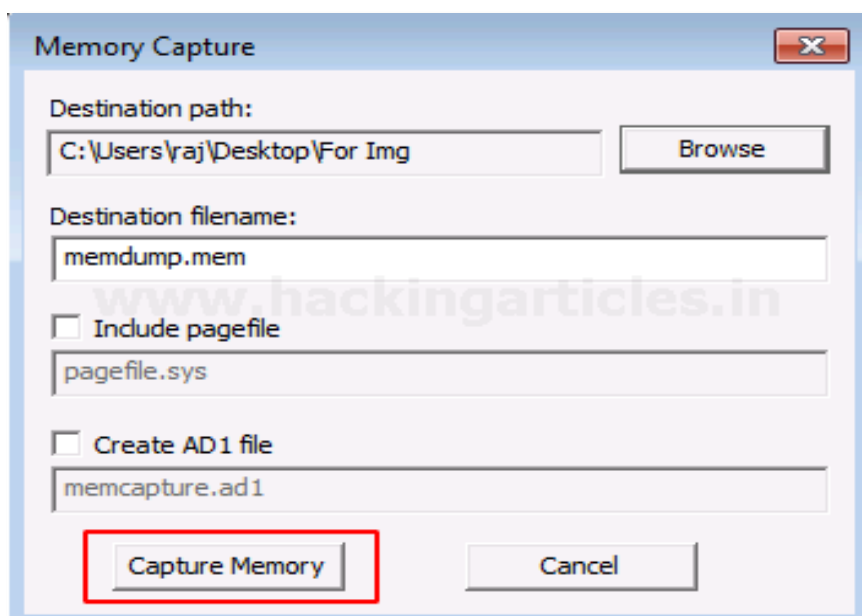 Memory Capture
Destination path:
C:\Users\raj\Desktop\For Img
Browse
Destination filename:
memdump.mem
www.hackingarticles.in
Include pagefile
pagefile.sys
Create AD1 file
memcapture.ad1
Capture Memory
Cancel